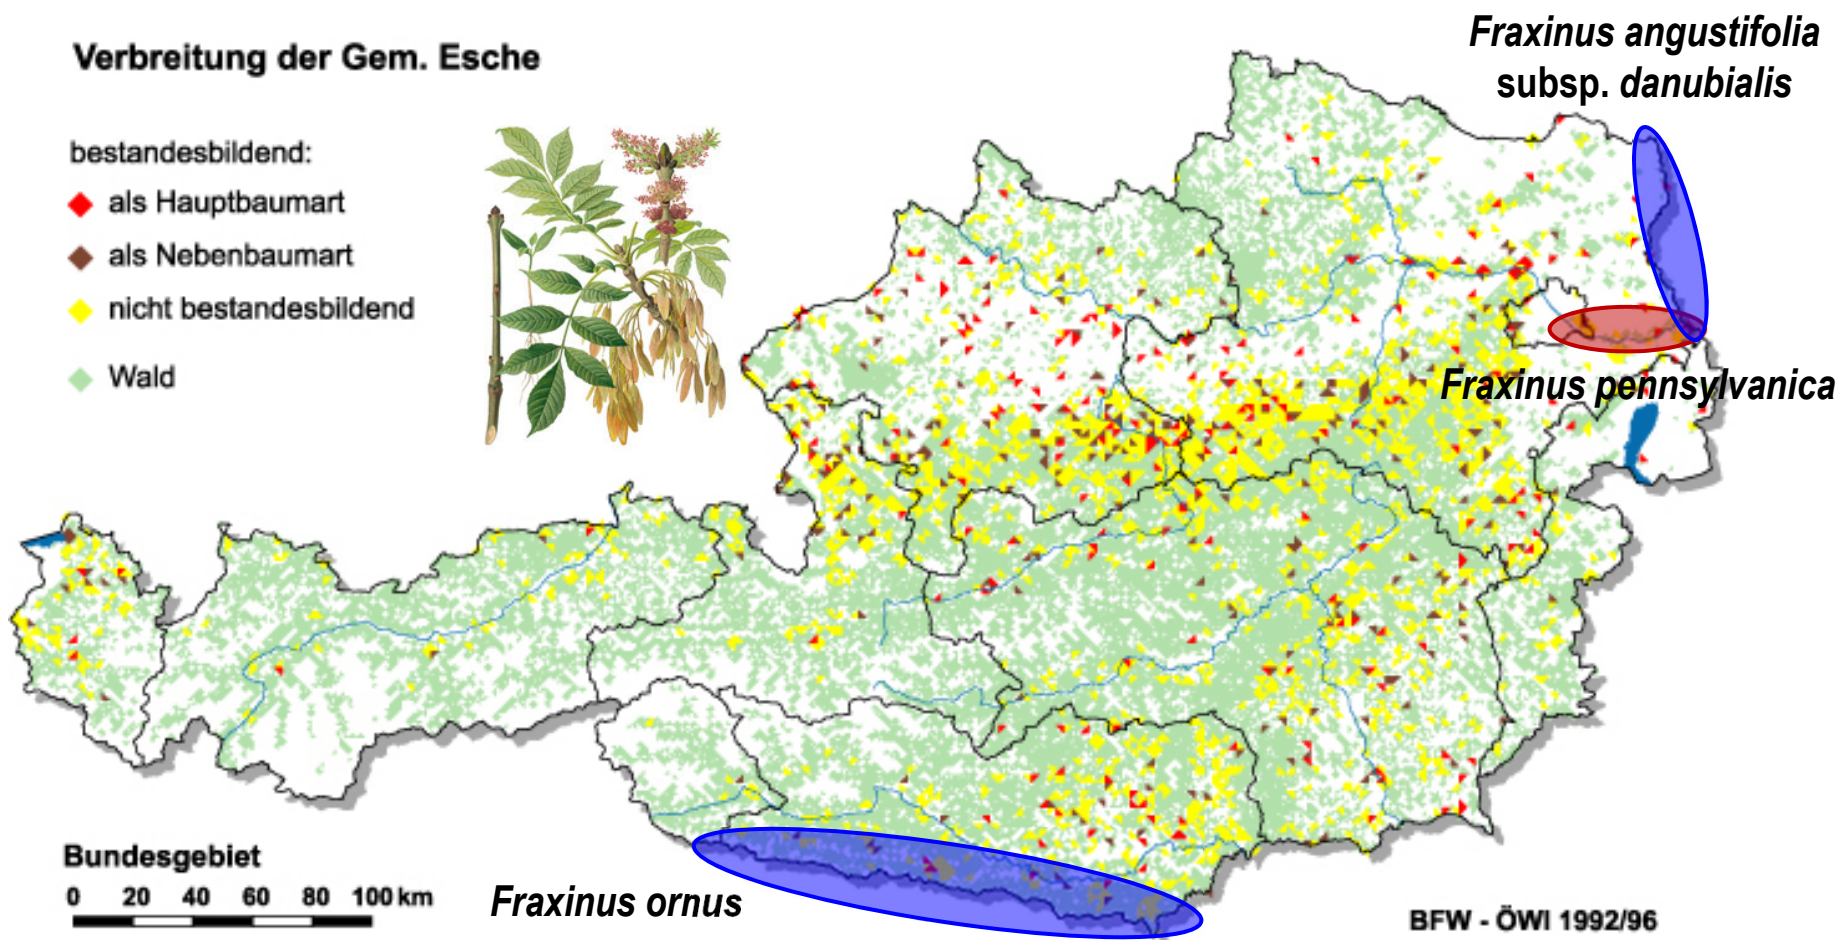 Verbreitung der Gem. Esche
bestandesbildend:
als Hauptbaumart
als Nebenbaumart
nicht bestandesbildend
Wald
Fraxinus angustifolia
subsp. danubialis
Fraxinus pennsylvanica
Fraxinus ornus
Bundesgebiet
0 20 40 60 80 100 km
BFW - ÖWI 1992/96